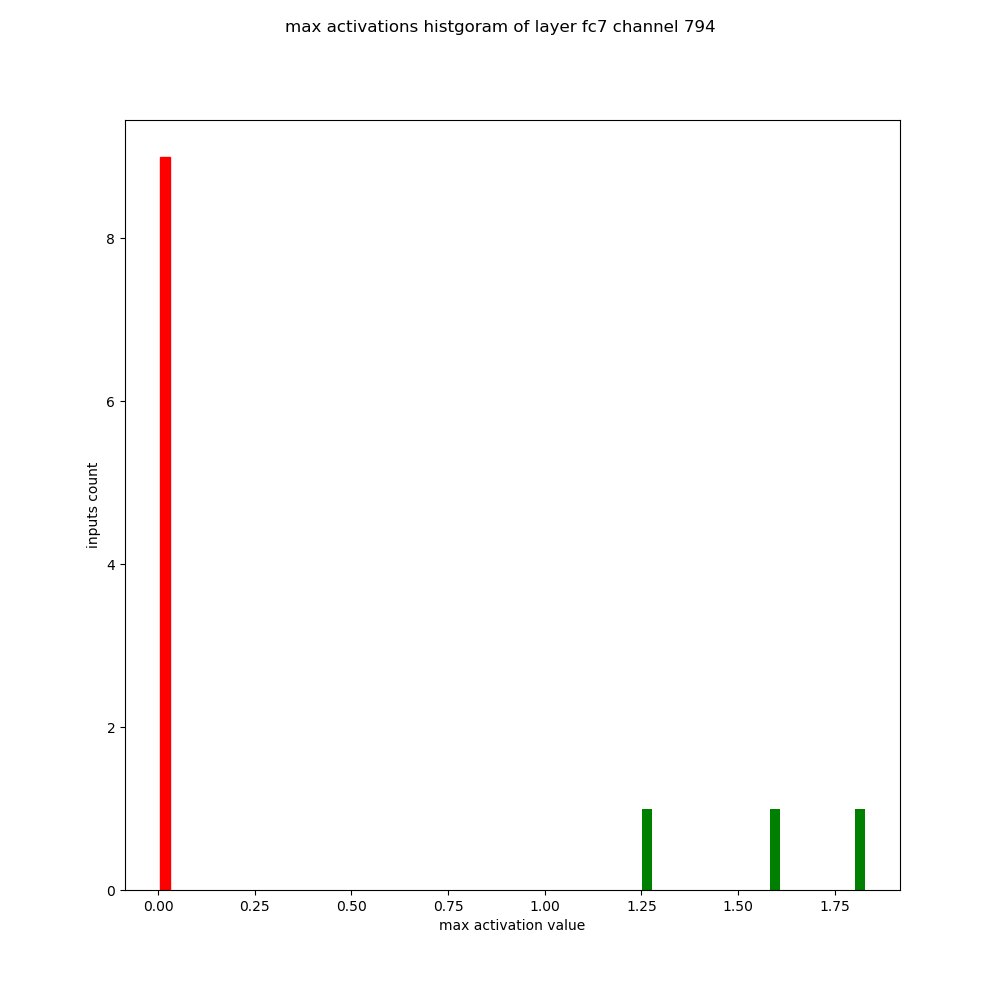 max activations histgoram of layer fc7 channel 794
8
6
4
2
0
inputs count
0.00 0.25 0.50 0.75 1.00 1.25 1.50 1.75
max activation value